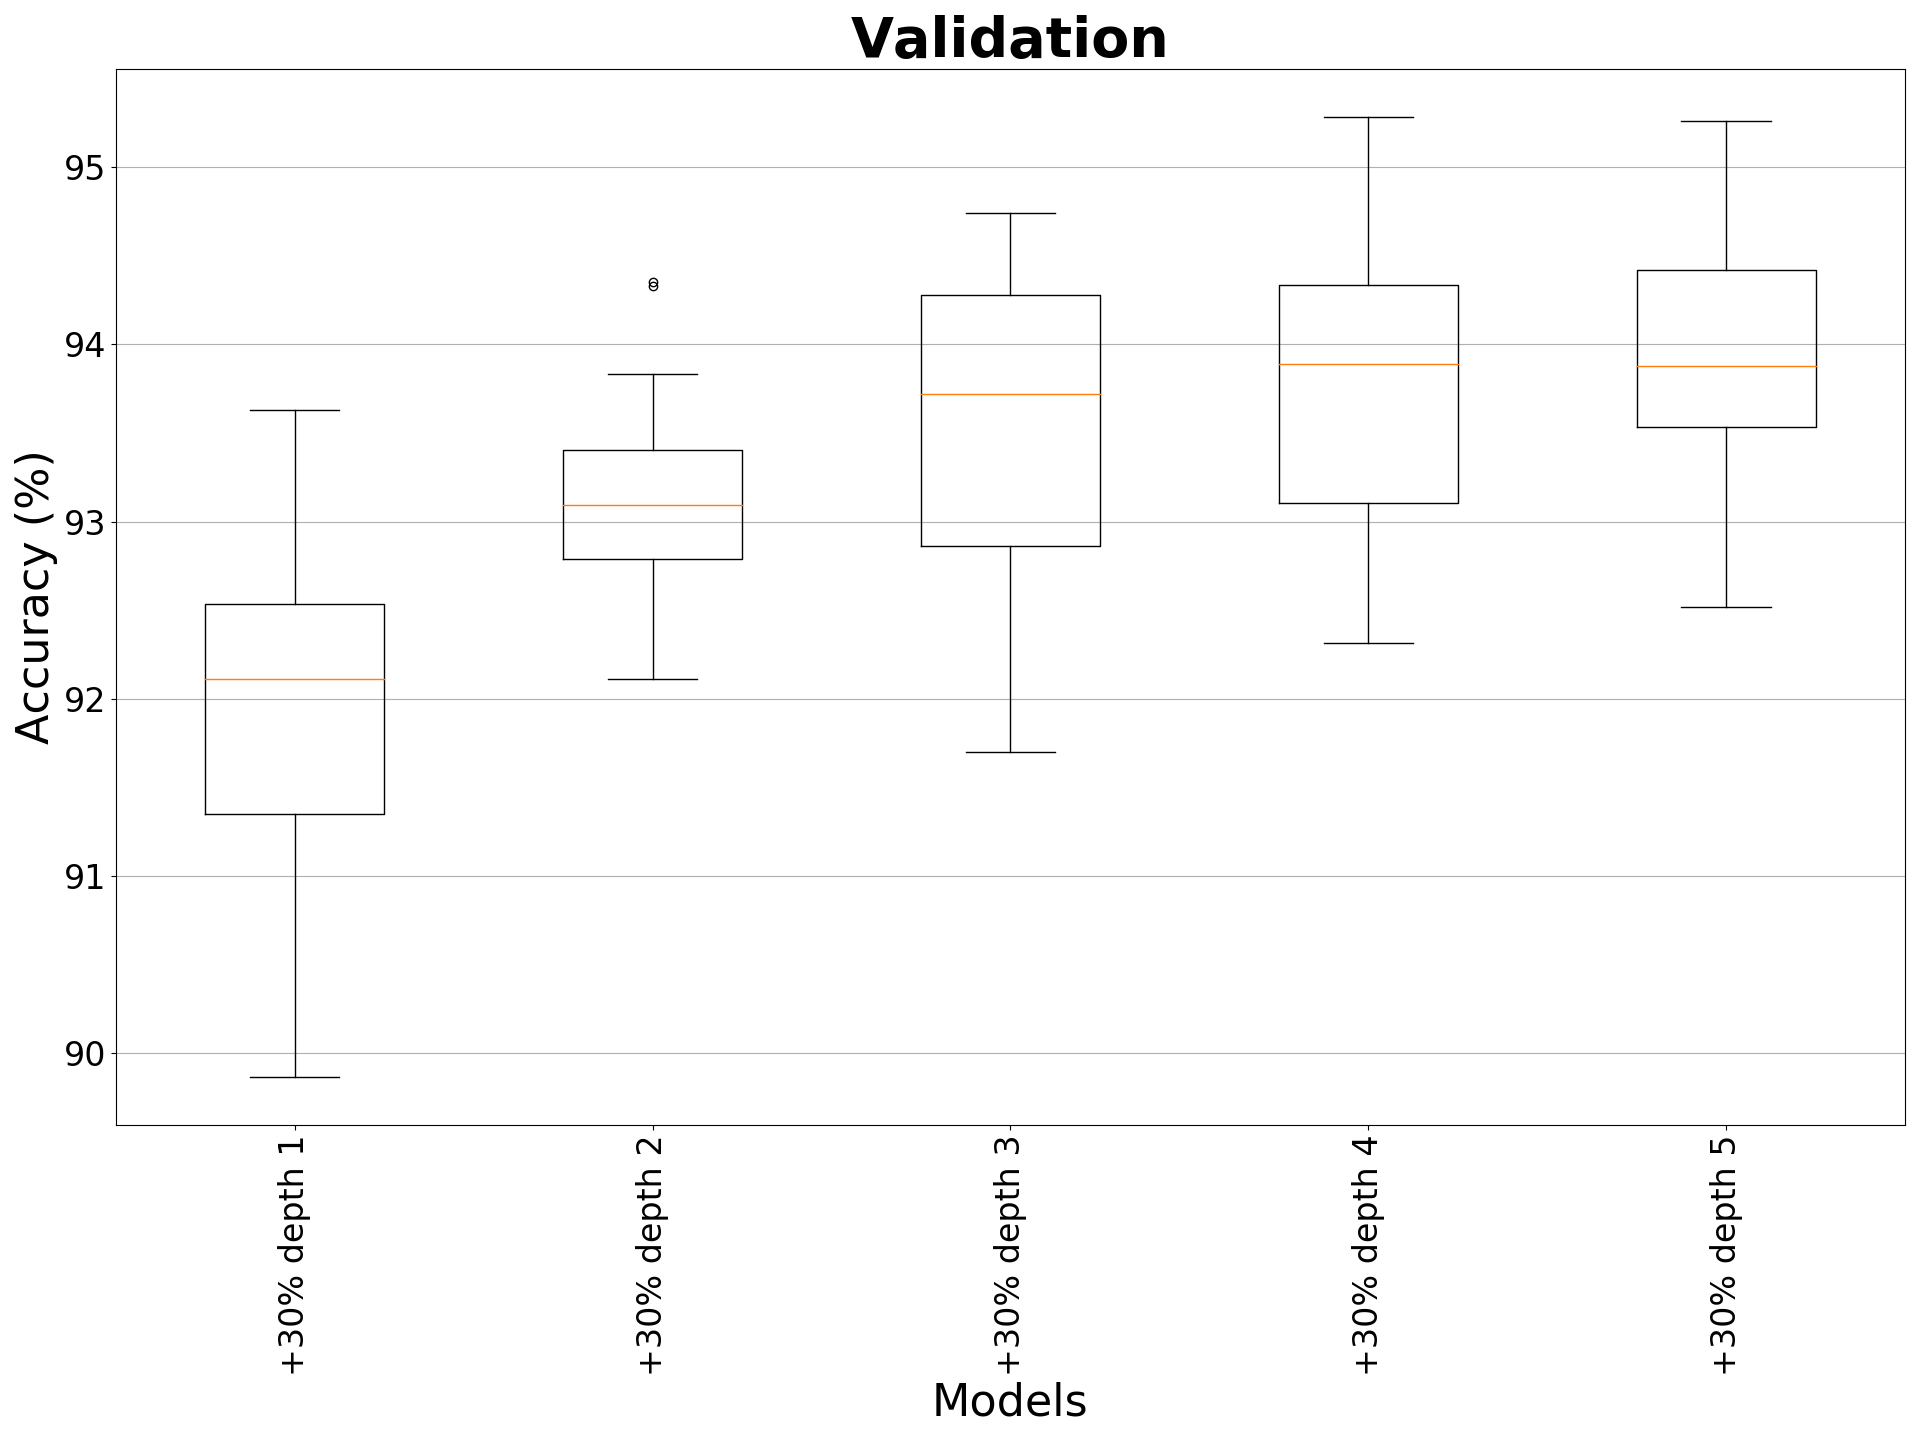 Validation
Accuracy (%)
95
94
93
92
91
90
+30% depth 1
+30% depth 2
+30% depth 3
+30% depth 4
+30% depth 5
Models